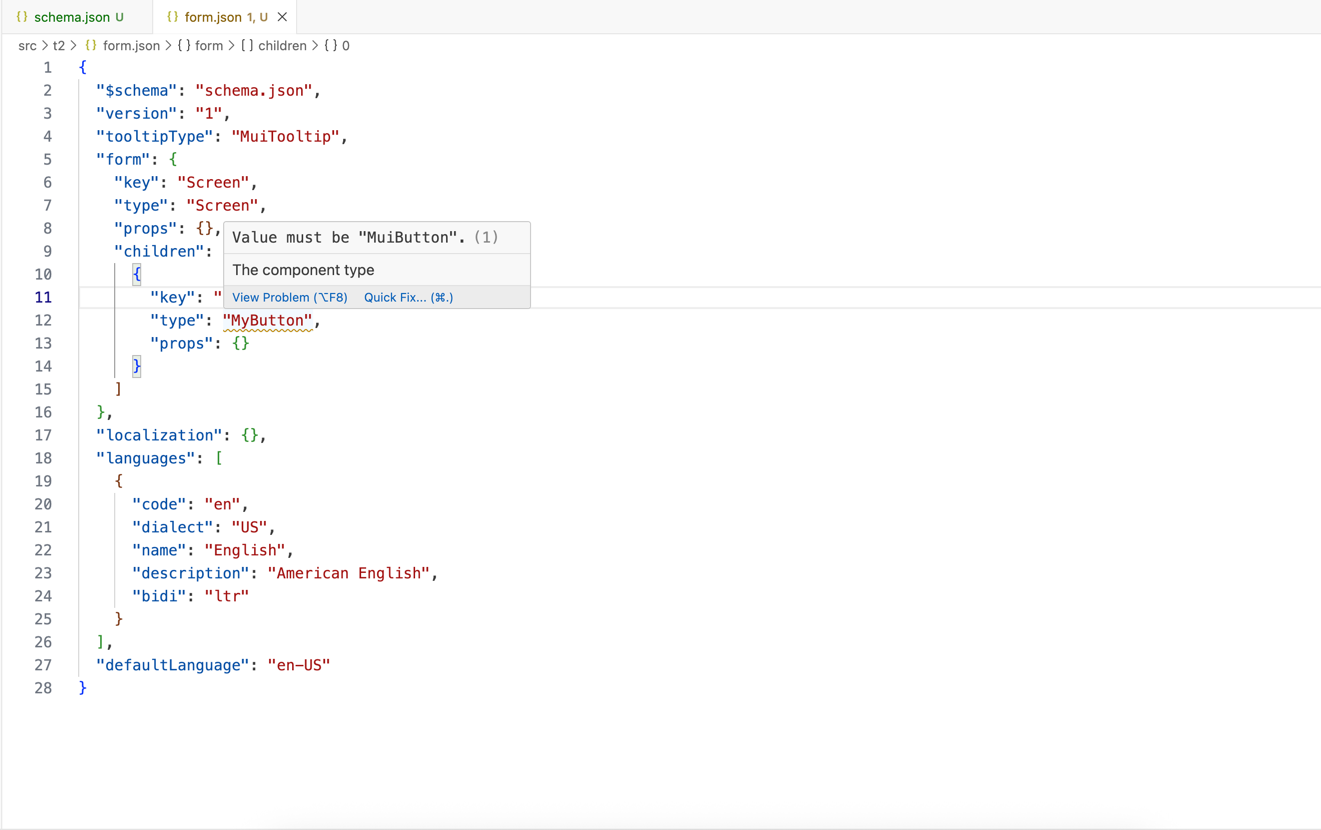 {} schema.json U {} form.json 1, U ×
src > t2 > {} form.json > { } form > [ ] children > { } 0
1 {
2 "$schema": "schema.json",
3 "version": "1",
4 "tooltipType": "MuiTooltip",
5 "form": {
6 "key": "Screen",
7 "type": "Screen",
8 "props": {},
Value must be "MuiButton". (1)
9 "children":
The component type
10 {
11 "key": "
View Problem (⌥F8) Quick Fix... (⌘.)
12 "type": "MyButton",
13 "props": {}
14 }
15 ]
16 },
17 "localization": {},
18 "languages": [
19 {
20 "code": "en",
21 "dialect": "US",
22 "name": "English",
23 "description": "American English",
24 "bidi": "ltr"
25 }
26 ],
27 "defaultLanguage": "en-US"
28 }